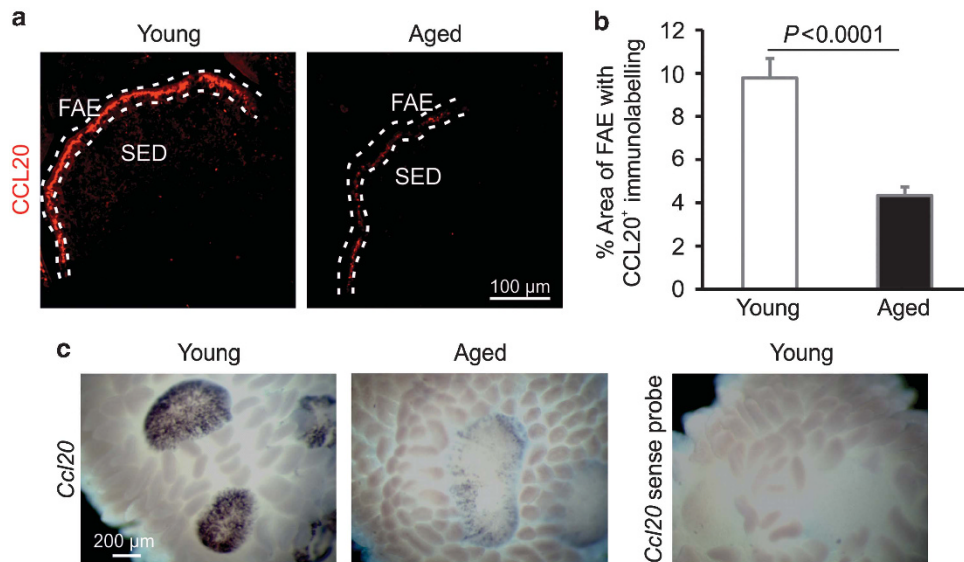 a
Young
Aged
CCL20
FAE
SED
FAE
SED
100 µm
b
P<0.0001
% Area of FAE with
CCL20⁺ immunolabelling
12
10
8
6
4
2
0
Young
Aged
c
Young
Aged
Young
Ccl20
200 µm
Ccl20 sense probe